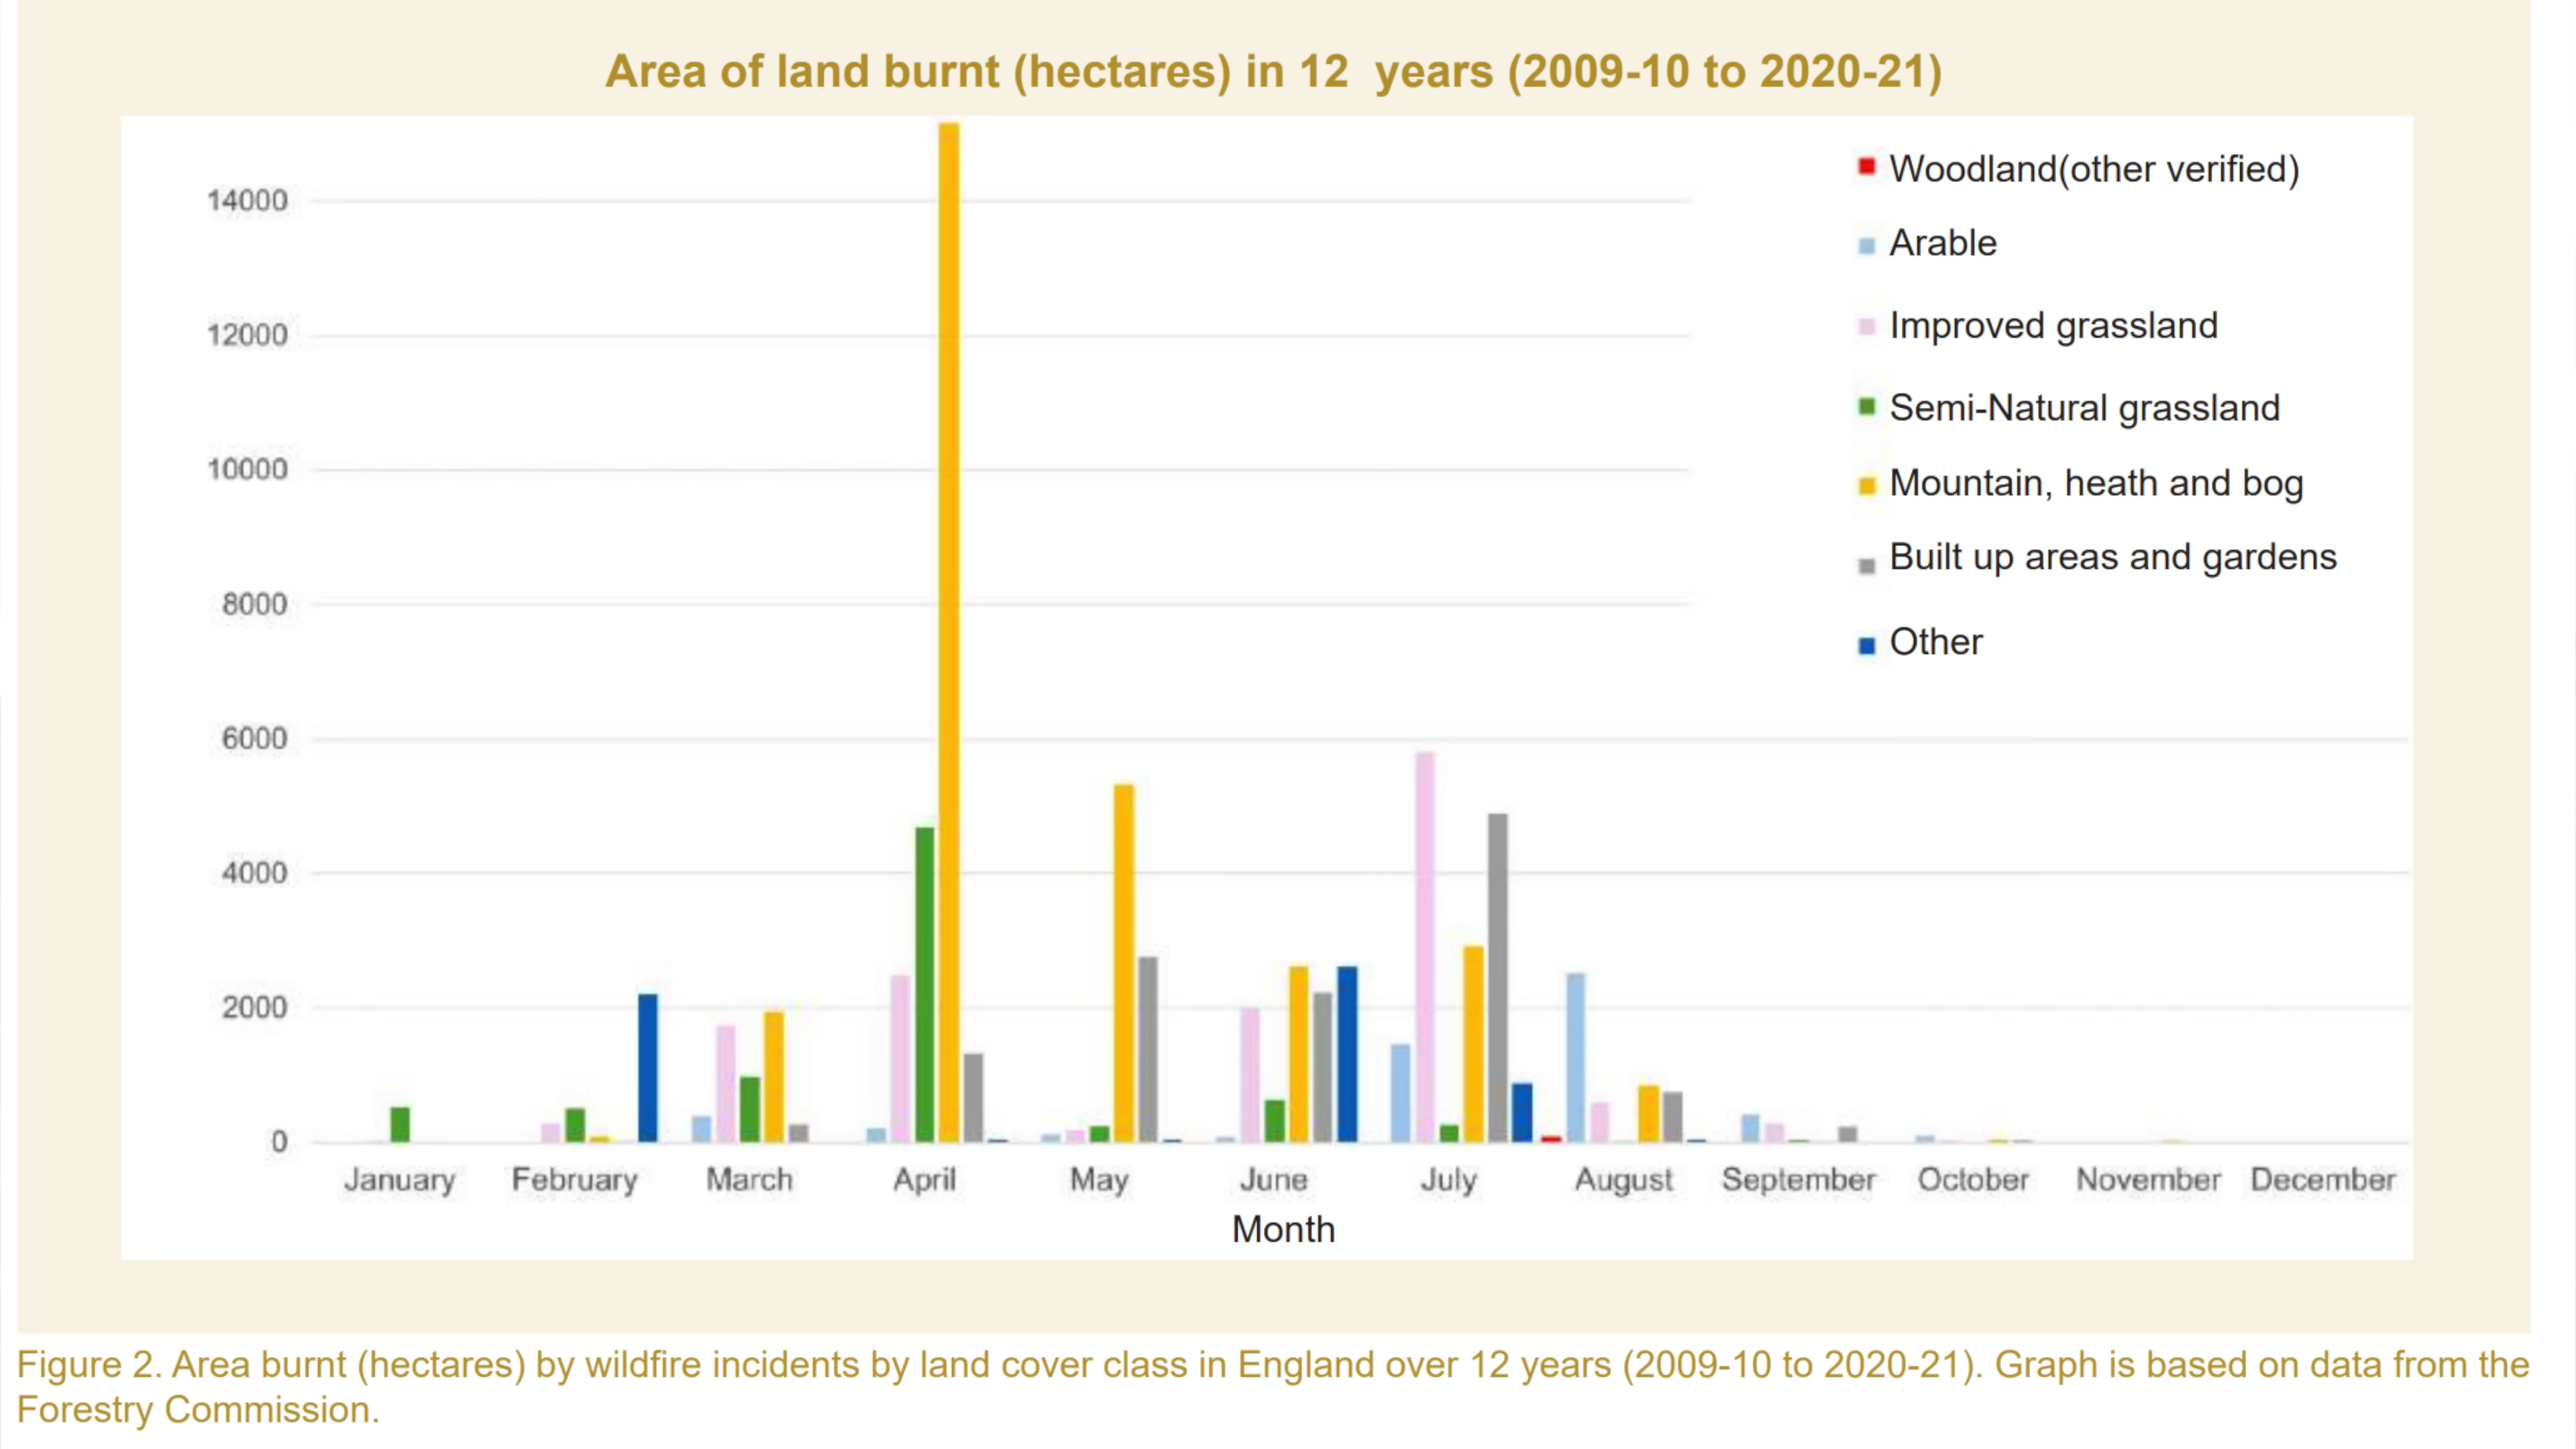 Area of land burnt (hectares) in 12  years (2009-10 to 2020-21)
14000
12000
10000
8000
6000
4000
2000
0
Woodland(other verified)
Arable
Improved grassland
Semi-Natural grassland
Mountain, heath and bog
Built up areas and gardens
Other
January February March April May June July August September October November December
Month
Figure 2. Area burnt (hectares) by wildfire incidents by land cover class in England over 12 years (2009-10 to 2020-21). Graph is based on data from the
Forestry Commission.